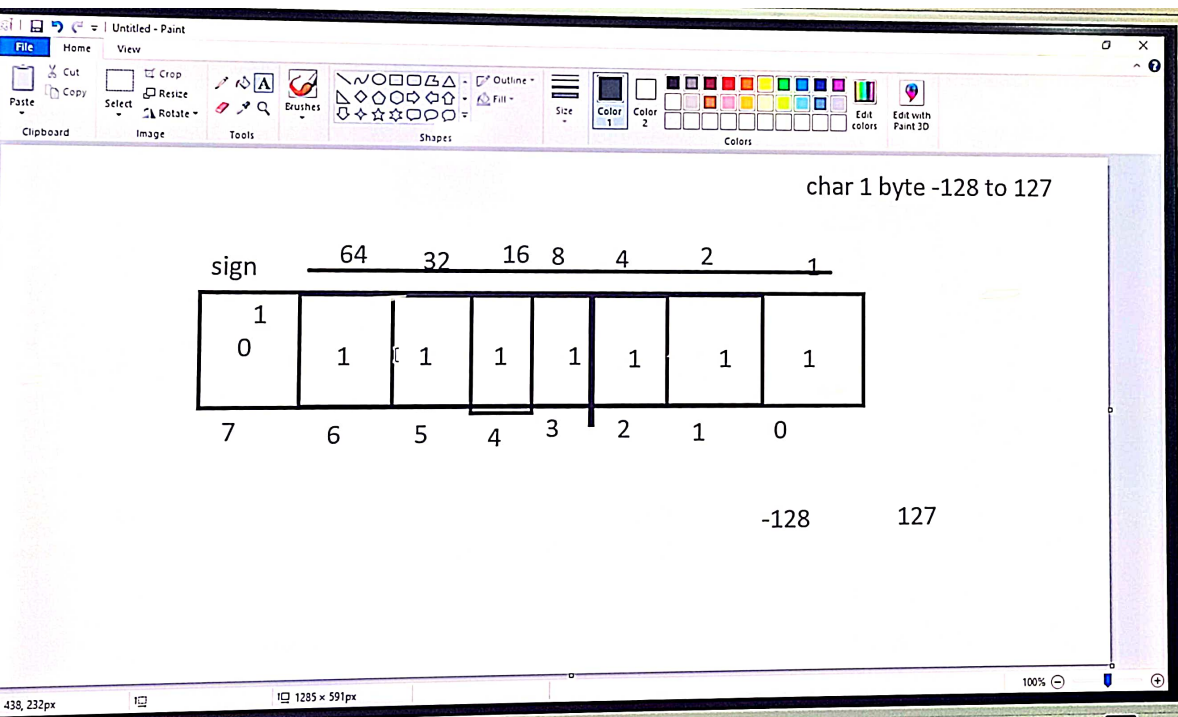 Untitled - Paint
File Home View
Cut
Copy
Paste
Clipboard
Select
Crop
Resize
Rotate
Image
A
Tools
Brushes
Outline
Fill
Shapes
Size
Color 1
Color 2
Colors
Edit colors
Edit with Paint 3D
char 1 byte -128 to 127
sign 64 32 16 8 4 2 1
1
0 1 1 1 1 1 1 1
7 6 5 4 3 2 1 0
-128 127
438, 232px
1285 × 591px
100%